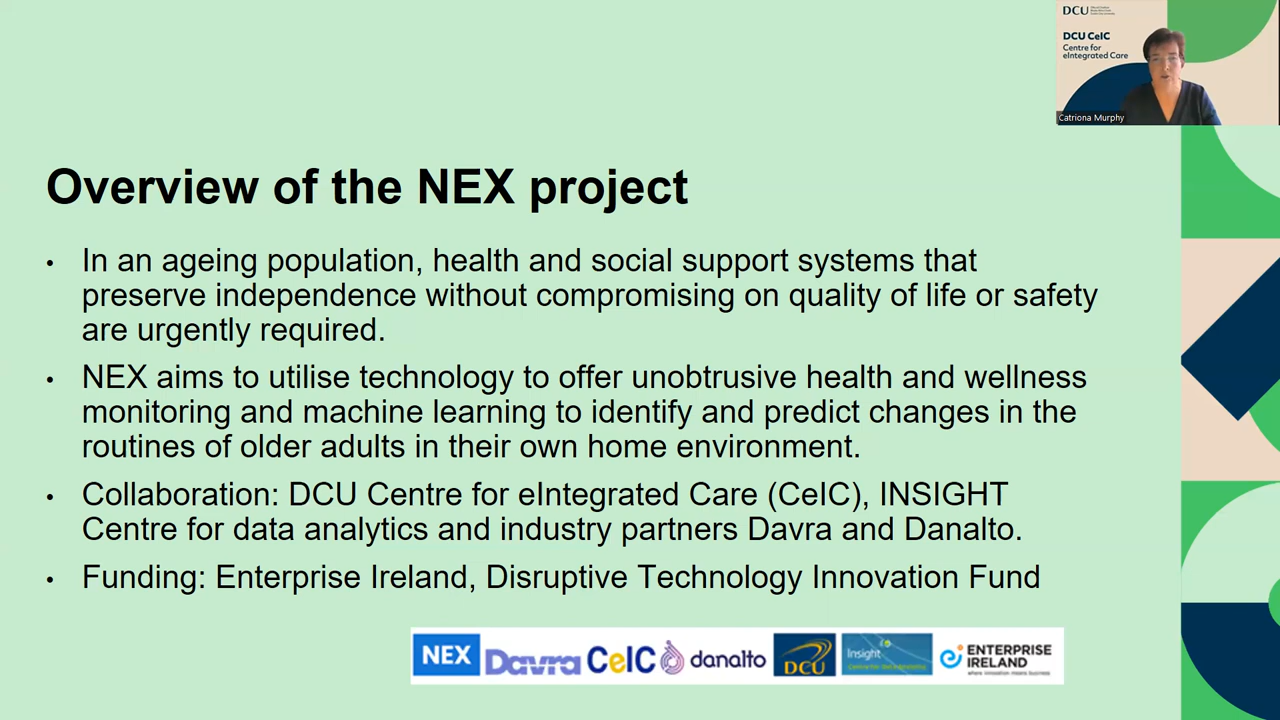 DCU
DCU CeIC
Centre for
eIntegrated Care
Catriona Murphy
Overview of the NEX project
• In an ageing population, health and social support systems that
preserve independence without compromising on quality of life or safety
are urgently required.
• NEX aims to utilise technology to offer unobtrusive health and wellness
monitoring and machine learning to identify and predict changes in the
routines of older adults in their own home environment.
• Collaboration: DCU Centre for eIntegrated Care (CeIC), INSIGHT
Centre for data analytics and industry partners Davra and Danalto.
• Funding: Enterprise Ireland, Disruptive Technology Innovation Fund
NEX
Davra
CeIC
danalto
DCU
Insight
ENTERPRISE
IRELAND
where innovation means business